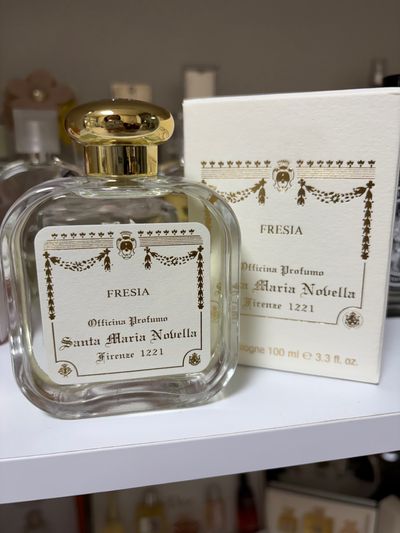 FRESIA
Officina Profumo
Santa Maria Novella
Firenze 1221
FRESIA
Officina Profumo
Maria Novella
Firenze 1221
100 ml e 3.3 fl. oz.